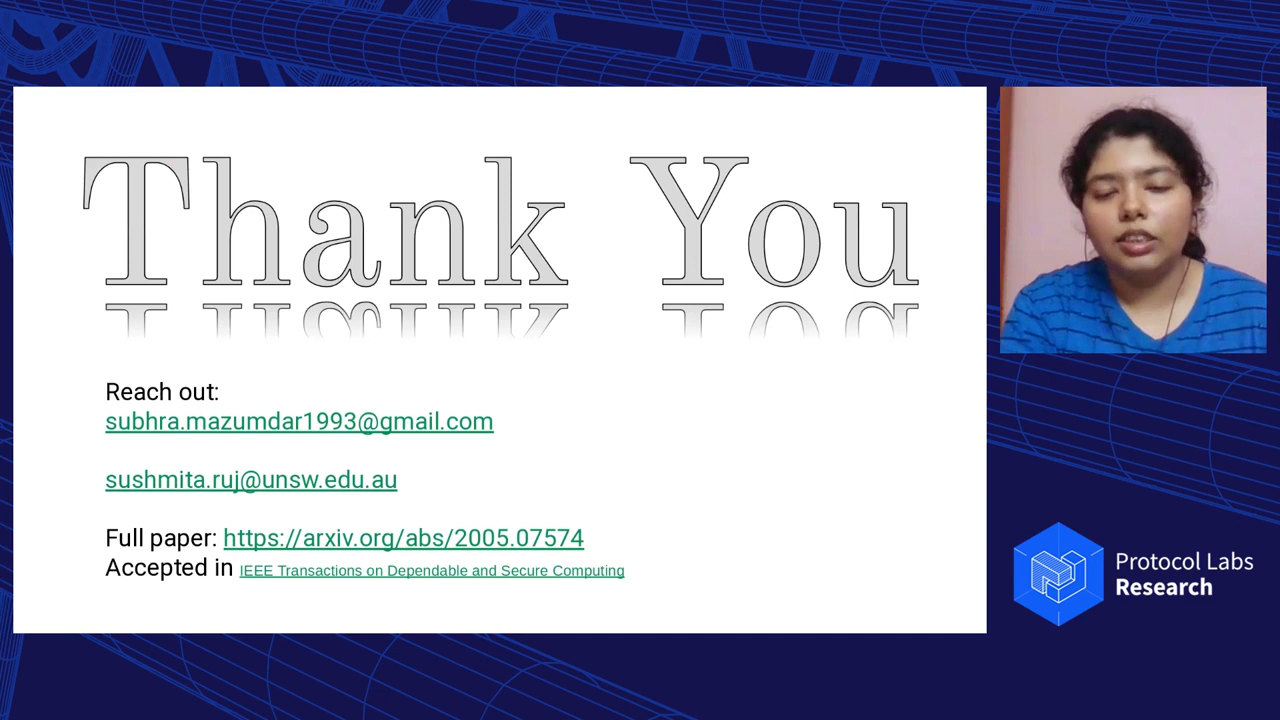 Thank You
Reach out:
subhra.mazumdar1993@gmail.com
sushmita.ruj@unsw.edu.au
Full paper: https://arxiv.org/abs/2005.07574
Accepted in IEEE Transactions on Dependable and Secure Computing
Protocol Labs
Research